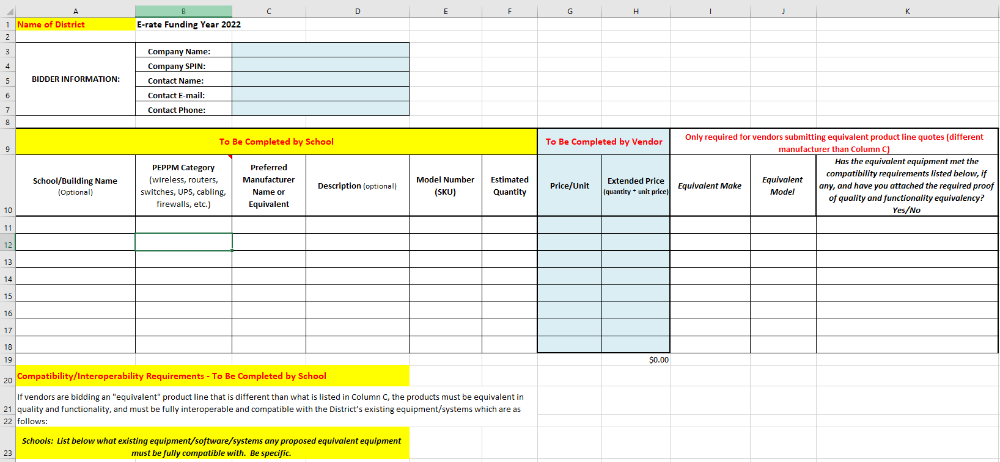 A B C D E F G H I J K
1 Name of District E-rate Funding Year 2022
2
3 Company Name:
4 Company SPIN:
BIDDER INFORMATION:
5 Contact Name:
6 Contact E-mail:
7 Contact Phone:
8
9 To Be Completed by School
To Be Completed by Vendor
Only required for vendors submitting equivalent product line quotes (different
manufacturer than Column C)
10
School/Building Name
(Optional)
PEPPM Category
(wireless, routers,
switches, UPS, cabling,
firewalls, etc.)
Preferred
Manufacturer
Name or
Equivalent
Description (optional)
Model Number
(SKU)
Estimated
Quantity
Price/Unit
Extended Price
(quantity * unit price)
Equivalent Make
Equivalent
Model
Has the equivalent equipment met the
compatibility requirements listed below, if
any, and have you attached the required proof
of quality and functionality equivalency?
Yes/No
11
12
13
14
15
16
17
18
19 $0.00
20 Compatibility/Interoperability Requirements - To Be Completed by School
If vendors are bidding an "equivalent" product line that is different than what is listed in Column C, the products must be equivalent in
21 quality and functionality, and must be fully interoperable and compatible with the District's existing equipment/systems which are as
22 follows:
Schools: List below what existing equipment/software/systems any proposed equivalent equipment
23 must be fully compatible with. Be specific.